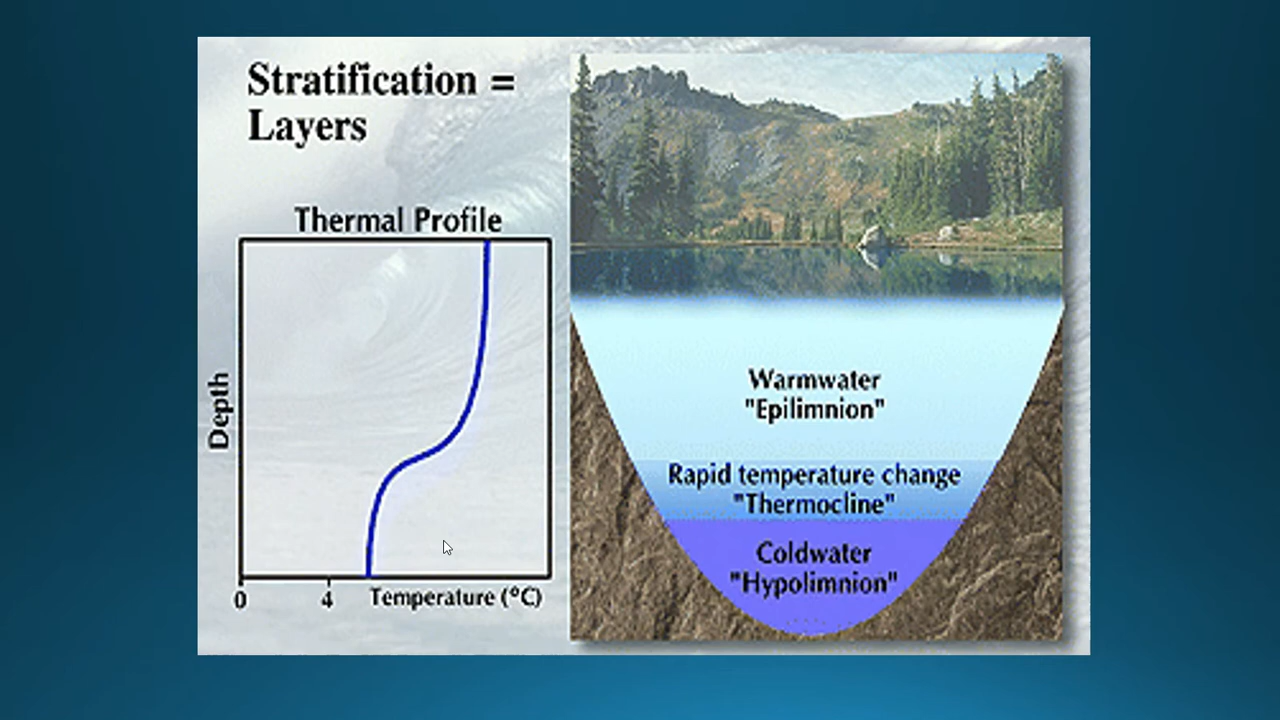 Stratification =
Layers
Thermal Profile
Depth
0
4
Temperature (°C)
Warmwater
"Epilimnion"
Rapid temperature change
"Thermocline"
Coldwater
"Hypolimnion"